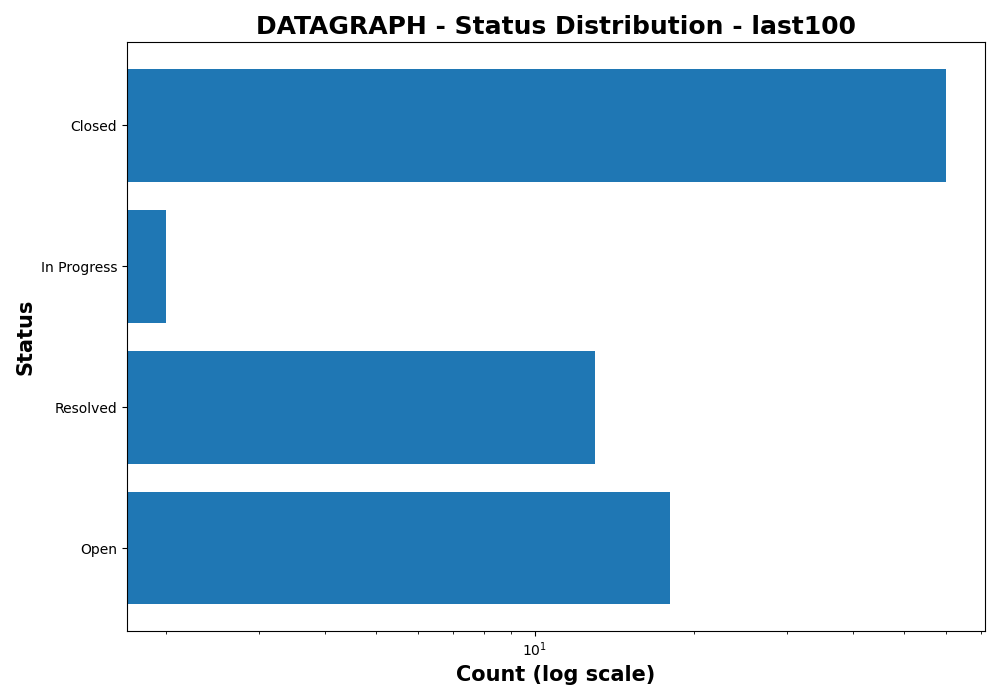 DATAGRAPH - Status Distribution - last100
Closed
In Progress
Resolved
Open
Status
10¹
Count (log scale)